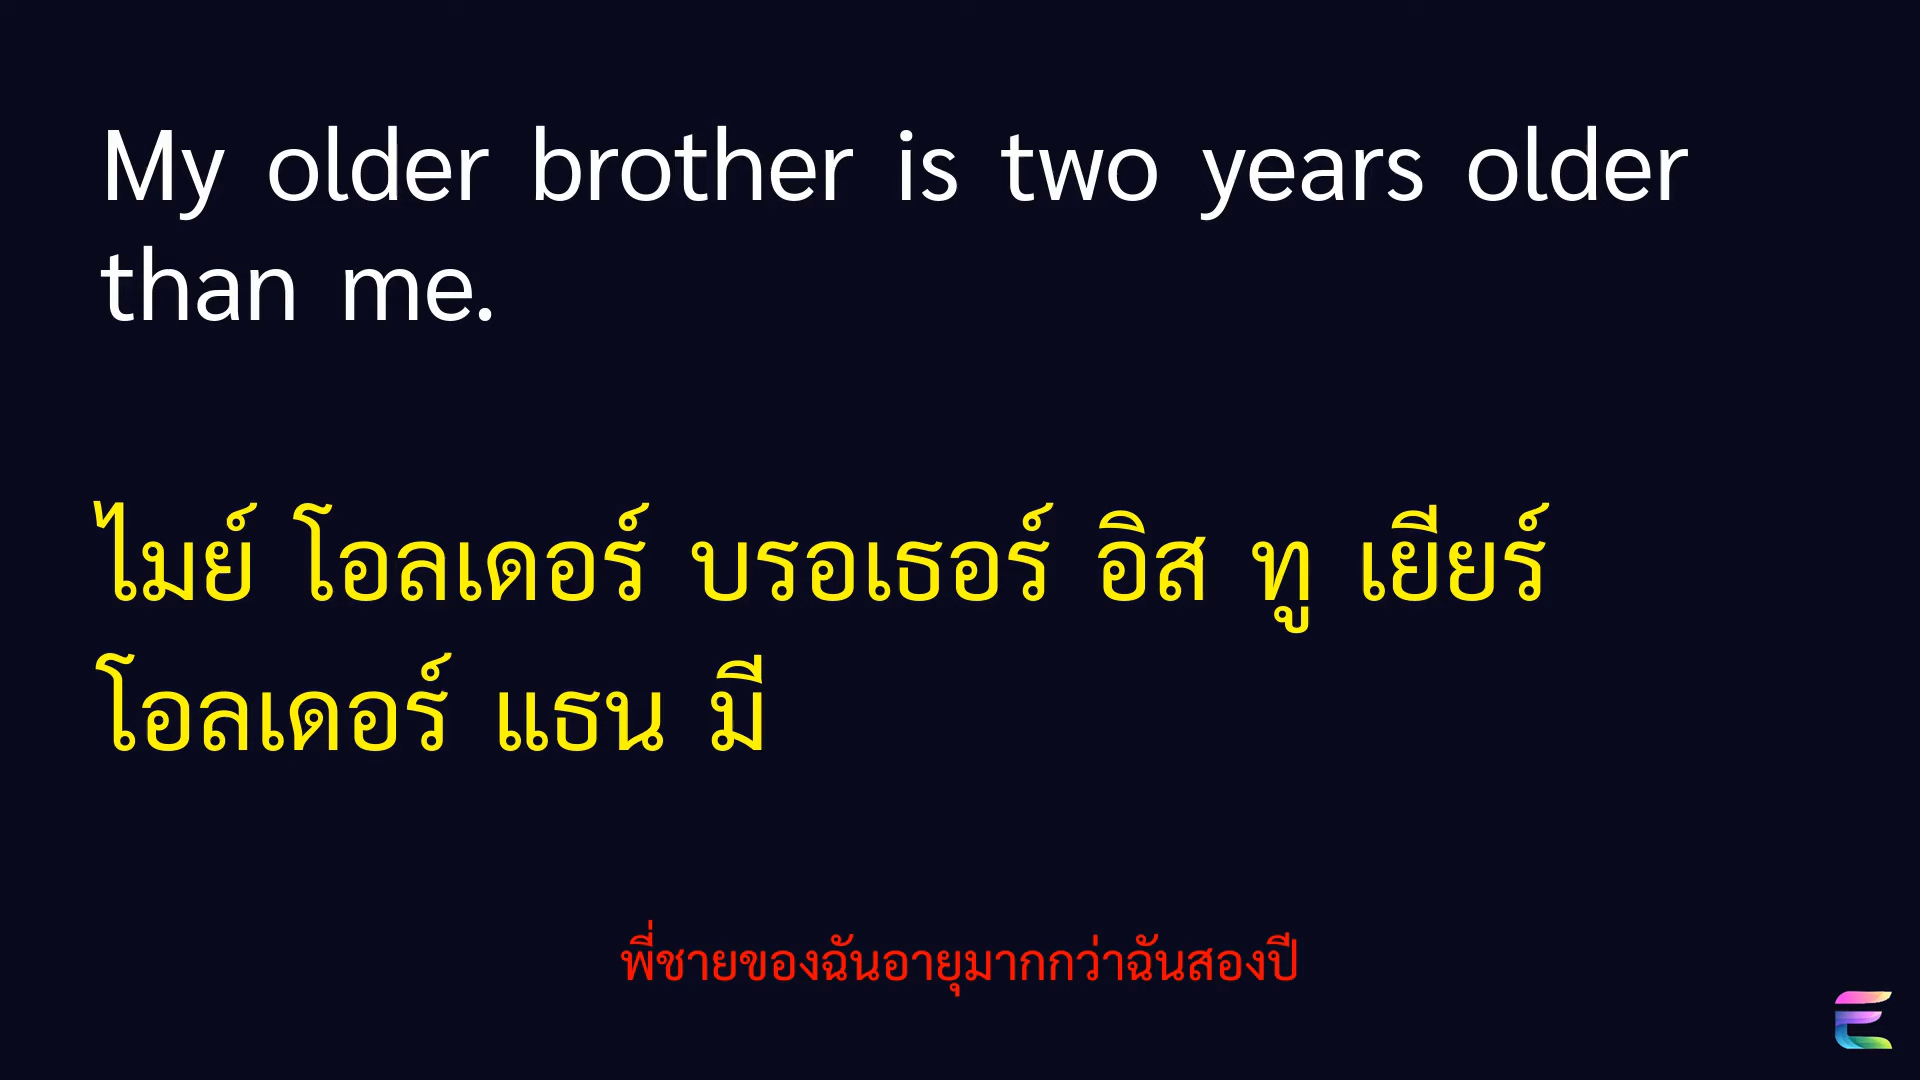 My older brother is two years older
than me.
ไมย์ โอลเดอร์ บรอเธอร์ อิส ทู เยียร์
โอลเดอร์ แธน มี
พี่ชายของฉันอายุมากกว่าฉันสองปี